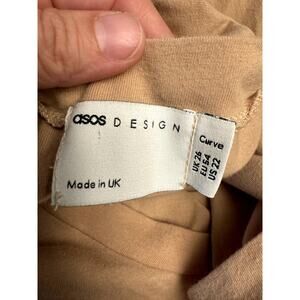 asos DESIGN
Made in UK
Curve
UK 26
EU 54
US 22